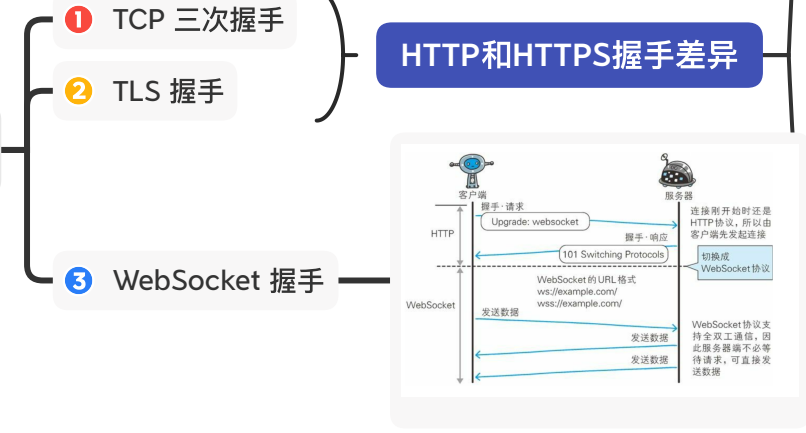 1 TCP 三次握手
HTTP和HTTPS握手差异
2 TLS 握手
3 WebSocket 握手
客户端
服务器
握手·请求
Upgrade: websocket
连接刚开始时还是
HTTP协议，所以由
客户端先发起连接
HTTP
握手·响应
101 Switching Protocols
切换成
WebSocket协议
WebSocket的URL格式
ws://example.com/
wss://example.com/
WebSocket
发送数据
发送数据
发送数据
WebSocket协议支
持全双工通信，因
此服务器端不必等
待请求，可直接发
送数据